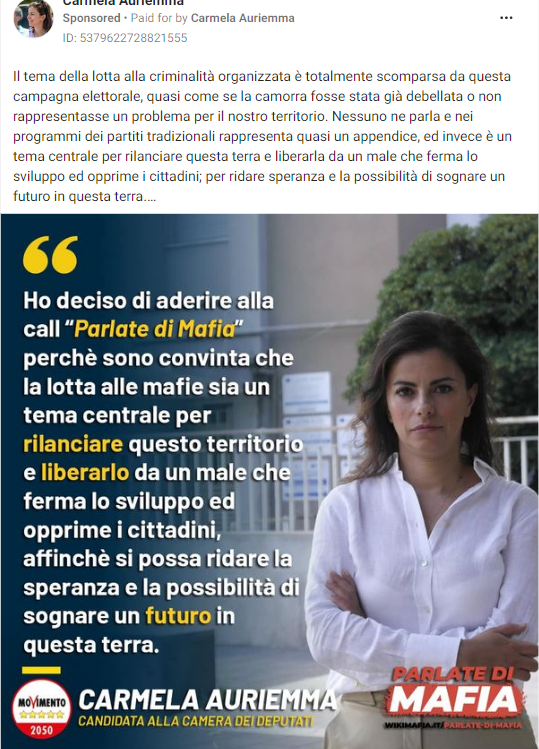 Carmela Auriemma
Sponsored • Paid for by Carmela Auriemma
ID: 5379622728821555
Il tema della lotta alla criminalità organizzata è totalmente scomparsa da questa
campagna elettorale, quasi come se la camorra fosse stata già debellata o non
rappresentasse un problema per il nostro territorio. Nessuno ne parla e nei
programmi dei partiti tradizionali rappresenta quasi un appendice, ed invece è un
tema centrale per rilanciare questa terra e liberarla da un male che ferma lo
sviluppo ed opprime i cittadini; per ridare speranza e la possibilità di sognare un
futuro in questa terra....
Ho deciso di aderire alla
call “Parlate di Mafia”
perchè sono convinta che
la lotta alle mafie sia un
tema centrale per
rilanciare questo territorio
e liberarlo da un male che
ferma lo sviluppo ed
opprime i cittadini,
affinchè si possa ridare la
speranza e la possibilità di
sognare un futuro in
questa terra.
MOVIMENTO
2050
CARMELA AURIEMMA
CANDIDATA ALLA CAMERA DEI DEPUTATI
PARLATE DI
MAFIA
WIKIMAFIA.IT/PARLATE-DI-MAFIA